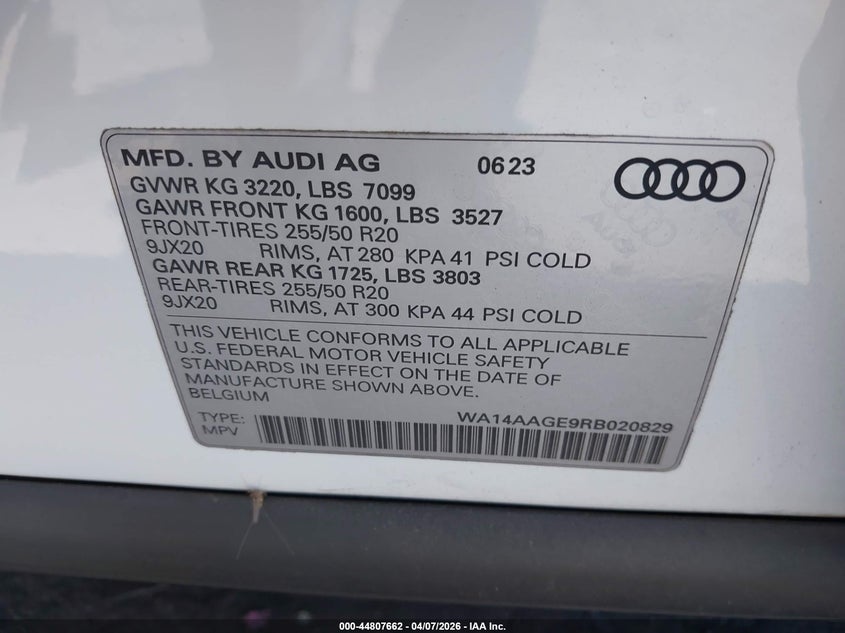 MFD. BY AUDI AG 0623
GVWR KG 3220, LBS 7099
GAWR FRONT KG 1600, LBS 3527
FRONT-TIRES 255/50 R20
9JX20 RIMS, AT 280 KPA 41 PSI COLD
GAWR REAR KG 1725, LBS 3803
REAR-TIRES 255/50 R20
9JX20 RIMS, AT 300 KPA 44 PSI COLD
THIS VEHICLE CONFORMS TO ALL APPLICABLE
U.S. FEDERAL MOTOR VEHICLE SAFETY
STANDARDS IN EFFECT ON THE DATE OF
MANUFACTURE SHOWN ABOVE.
BELGIUM
TYPE: WA14AAGE9RB020829
MPV
000-44807662 - 04/07/2026 - IAA Inc.